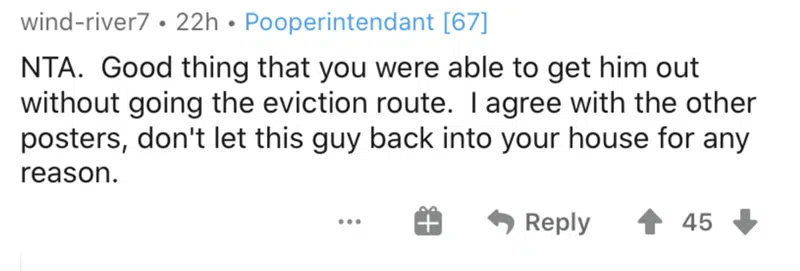 wind-river7 • 22h • Pooperintendant [67]
NTA.  Good thing that you were able to get him out
without going the eviction route.  I agree with the other
posters, don't let this guy back into your house for any
reason.
... Reply 45